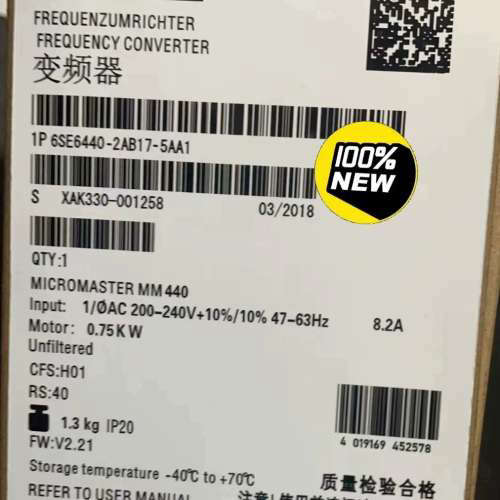 FREQUENZUMRICHTER
FREQUENCY CONVERTER
变频器
1P 6SE6440-2AB17-5AA1
100%
NEW
S XAK330-001258 03/2018
QTY:1
MICROMASTER MM440
Input: 1/ØAC 200-240V+10%/10% 47-63Hz 8.2A
Motor: 0.75KW
Unfiltered
CFS:H01
RS:40
1.3 kg IP20
FW:V2.21
4 019169 452578
Storage temperature -40℃ to +70℃
质量检验合格
REFER TO USER MANUAL